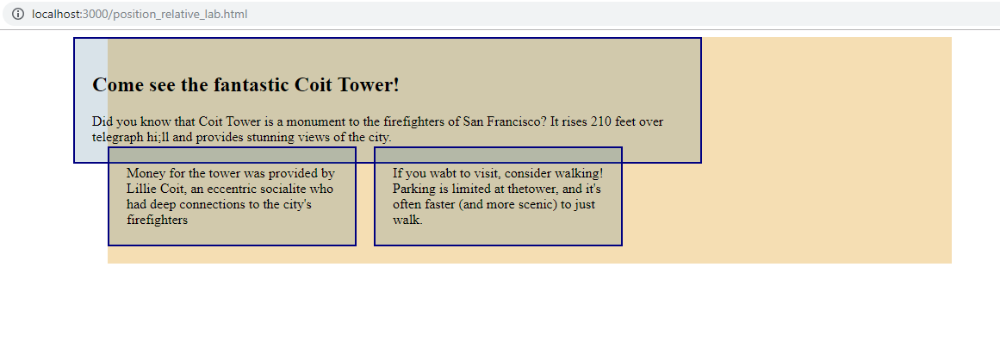 localhost:3000/position_relative_lab.html
Come see the fantastic Coit Tower!
Did you know that Coit Tower is a monument to the firefighters of San Francisco? It rises 210 feet over
telegraph hi;ll and provides stunning views of the city.
Money for the tower was provided by
Lillie Coit, an eccentric socialite who
had deep connections to the city's
firefighters
If you wabt to visit, consider walking!
Parking is limited at thetower, and it's
often faster (and more scenic) to just
walk.